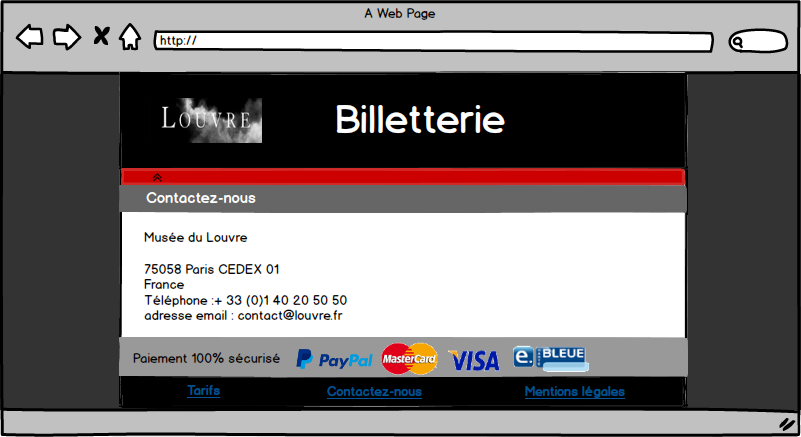 A Web Page
http://
LOUVRE
Billetterie
Contactez-nous
Musée du Louvre
75058 Paris CEDEX 01
France
Téléphone :+ 33 (0)1 40 20 50 50
adresse email : contact@louvre.fr
Paiement 100% sécurisé PayPal MasterCard VISA e. BLEUE
Tarifs Contactez-nous Mentions légales